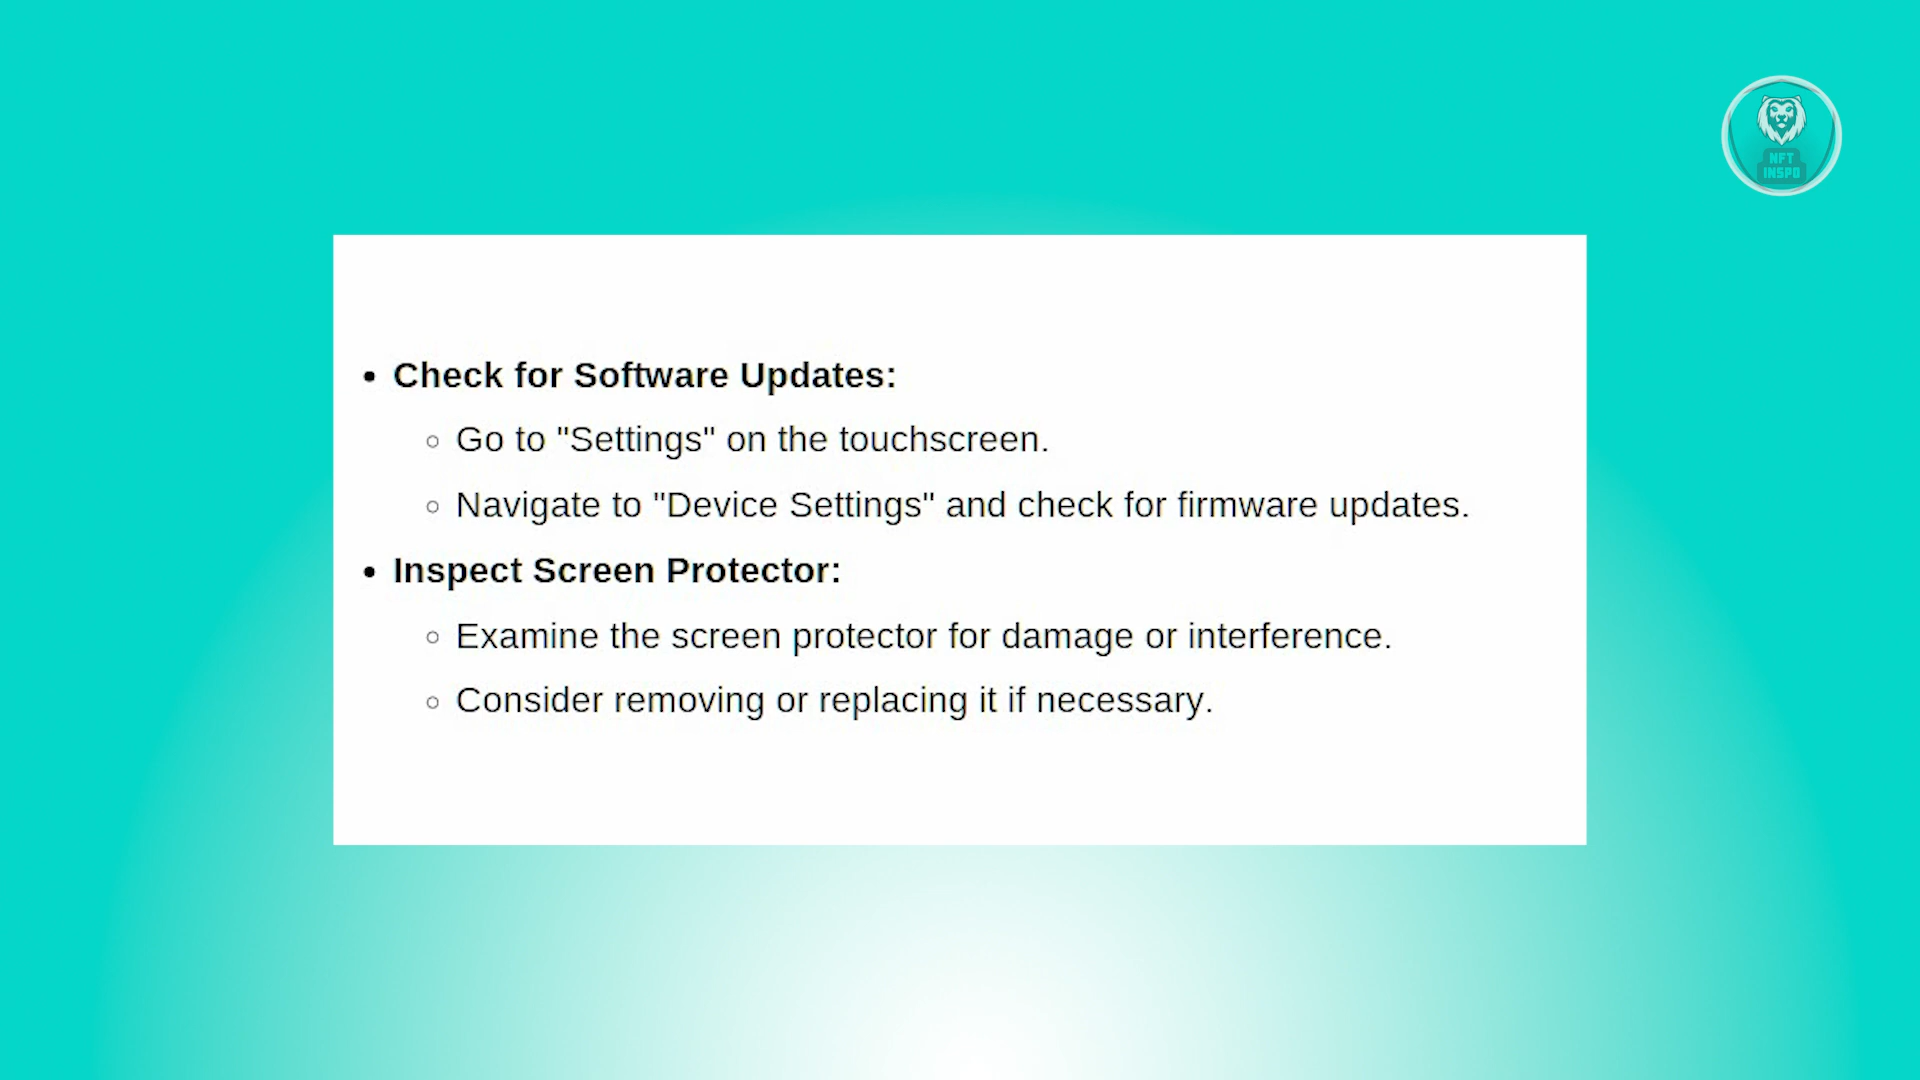 NFT
INSPO
• Check for Software Updates:
○ Go to "Settings" on the touchscreen.
○ Navigate to "Device Settings" and check for firmware updates.
• Inspect Screen Protector:
○ Examine the screen protector for damage or interference.
○ Consider removing or replacing it if necessary.